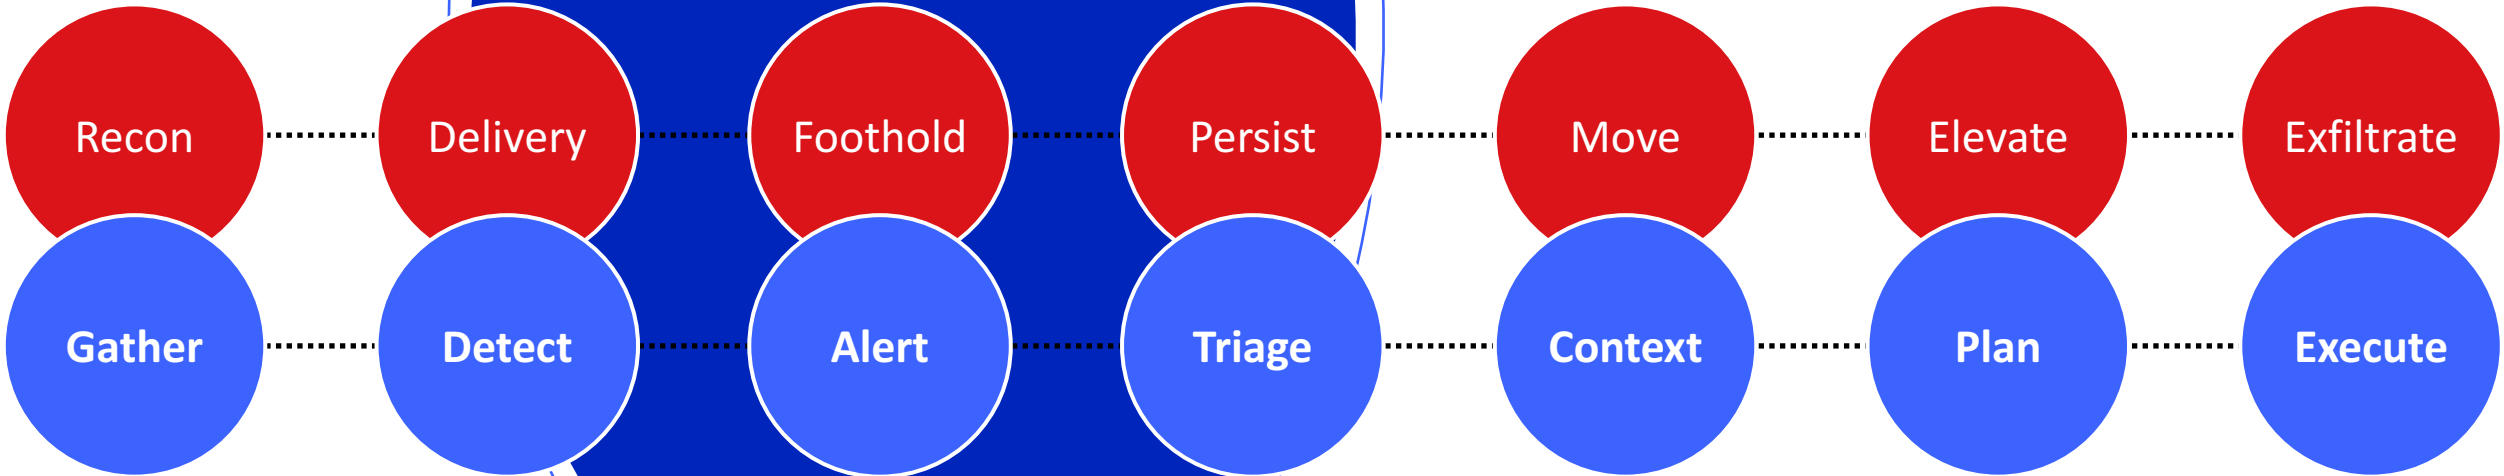 Recon Delivery Foothold Persist Move Elevate Exfiltrate
Gather Detect Alert Triage Context Plan Execute